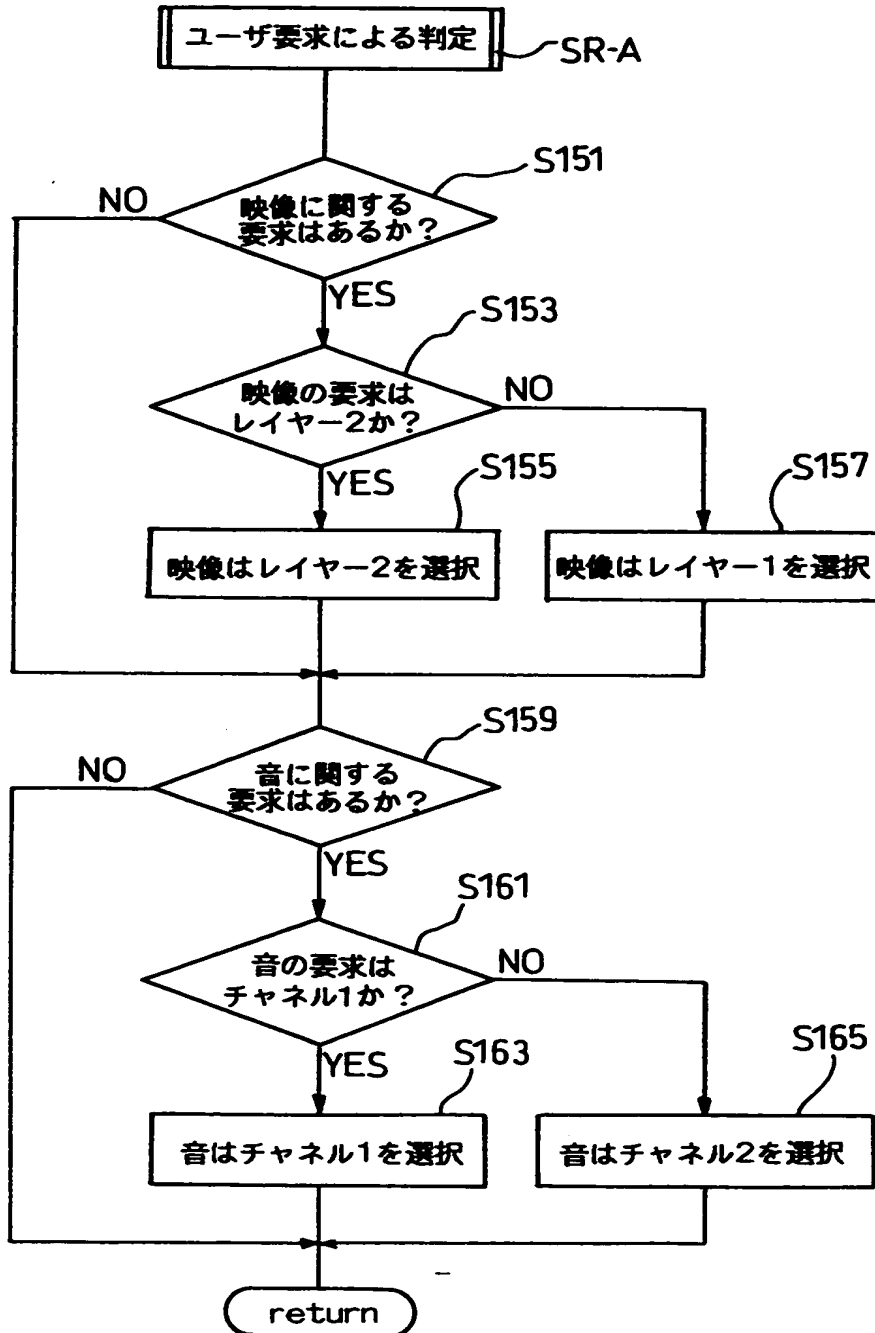 ユーザ要求による判定
SR-A
S151
NO
映像に関する
要求はあるか？
YES
S153
映像の要求は
レイヤー2か？
NO
YES
S155
S157
映像はレイヤー2を選択
映像はレイヤー1を選択
S159
NO
音に関する
要求はあるか？
YES
S161
音の要求は
チャネル1か？
NO
YES
S163
S165
音はチャネル1を選択
音はチャネル2を選択
return